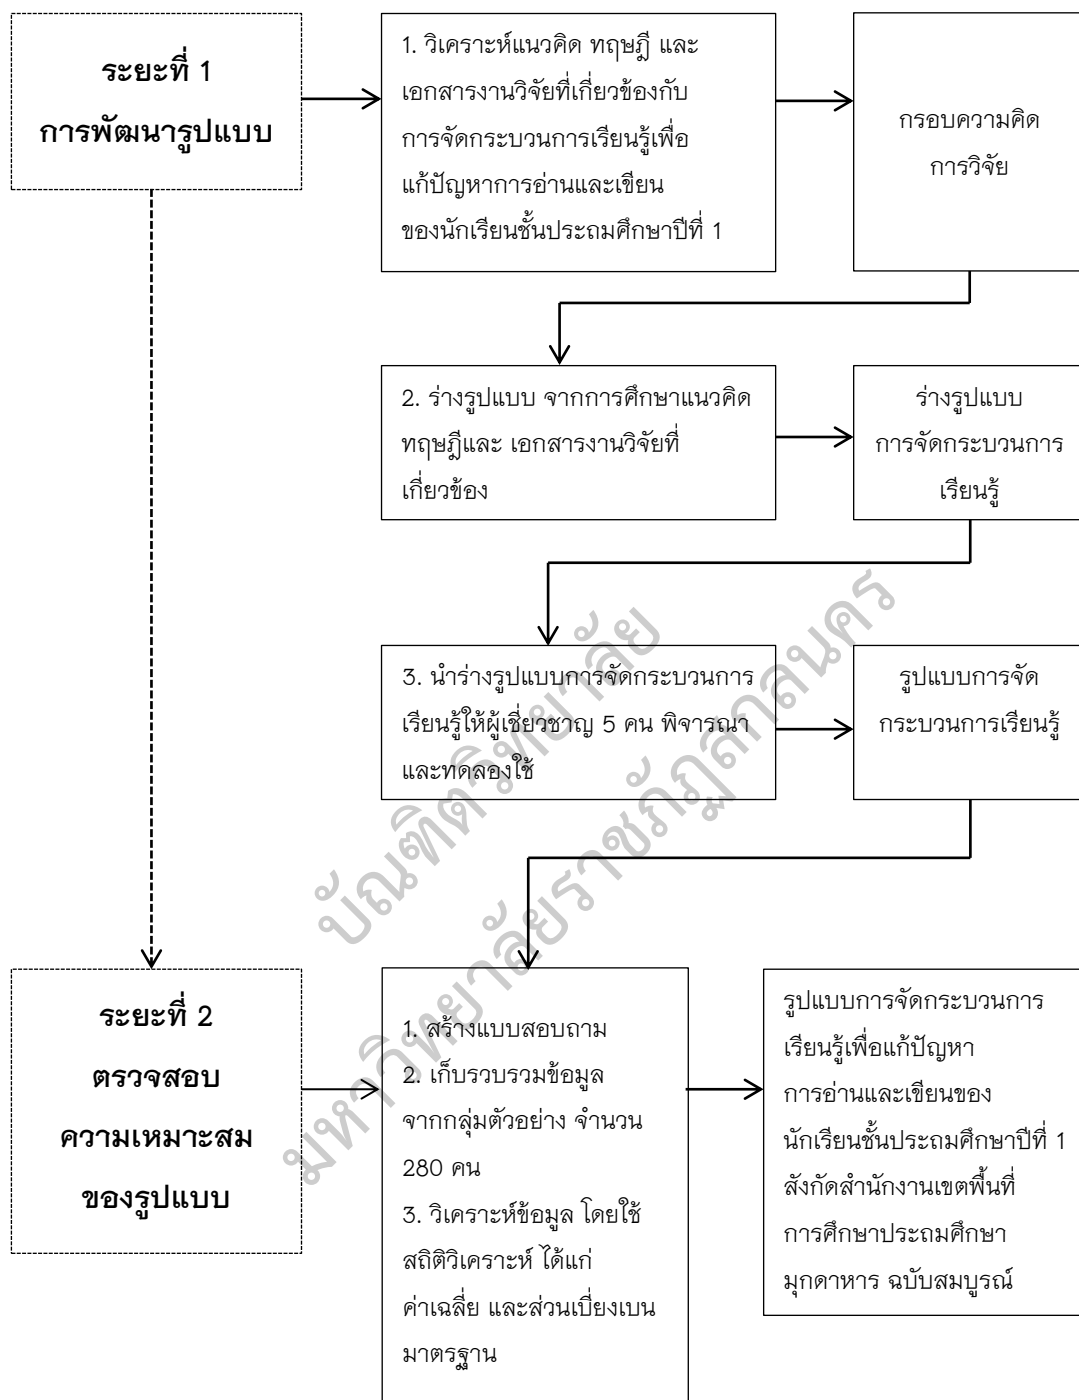 ระยะที่ 1
การพัฒนารูปแบบ
1. วิเคราะห์แนวคิด ทฤษฎี และ
เอกสารงานวิจัยที่เกี่ยวข้องกับ
การจัดกระบวนการเรียนรู้เพื่อ
แก้ปัญหาการอ่านและเขียน
ของนักเรียนชั้นประถมศึกษาปีที่ 1
กรอบความคิด
การวิจัย
2. ร่างรูปแบบ จากการศึกษาแนวคิด
ทฤษฎีและ เอกสารงานวิจัยที่
เกี่ยวข้อง
ร่างรูปแบบ
การจัดกระบวนการ
เรียนรู้
3. นำร่างรูปแบบการจัดกระบวนการ
เรียนรู้ให้ผู้เชี่ยวชาญ 5 คน พิจารณา
และทดลองใช้
รูปแบบการจัด
กระบวนการเรียนรู้
บัณฑิตวิทยาลัย
มหาวิทยาลัยราชภัฏสกลนคร
ระยะที่ 2
ตรวจสอบ
ความเหมาะสม
ของรูปแบบ
1. สร้างแบบสอบถาม
2. เก็บรวบรวมข้อมูล
จากกลุ่มตัวอย่าง จำนวน
280 คน
3. วิเคราะห์ข้อมูล โดยใช้
สถิติวิเคราะห์ ได้แก่
ค่าเฉลี่ย และส่วนเบี่ยงเบน
มาตรฐาน
รูปแบบการจัดกระบวนการ
เรียนรู้เพื่อแก้ปัญหา
การอ่านและเขียนของ
นักเรียนชั้นประถมศึกษาปีที่ 1
สังกัดสำนักงานเขตพื้นที่
การศึกษาประถมศึกษา
มุกดาหาร ฉบับสมบูรณ์